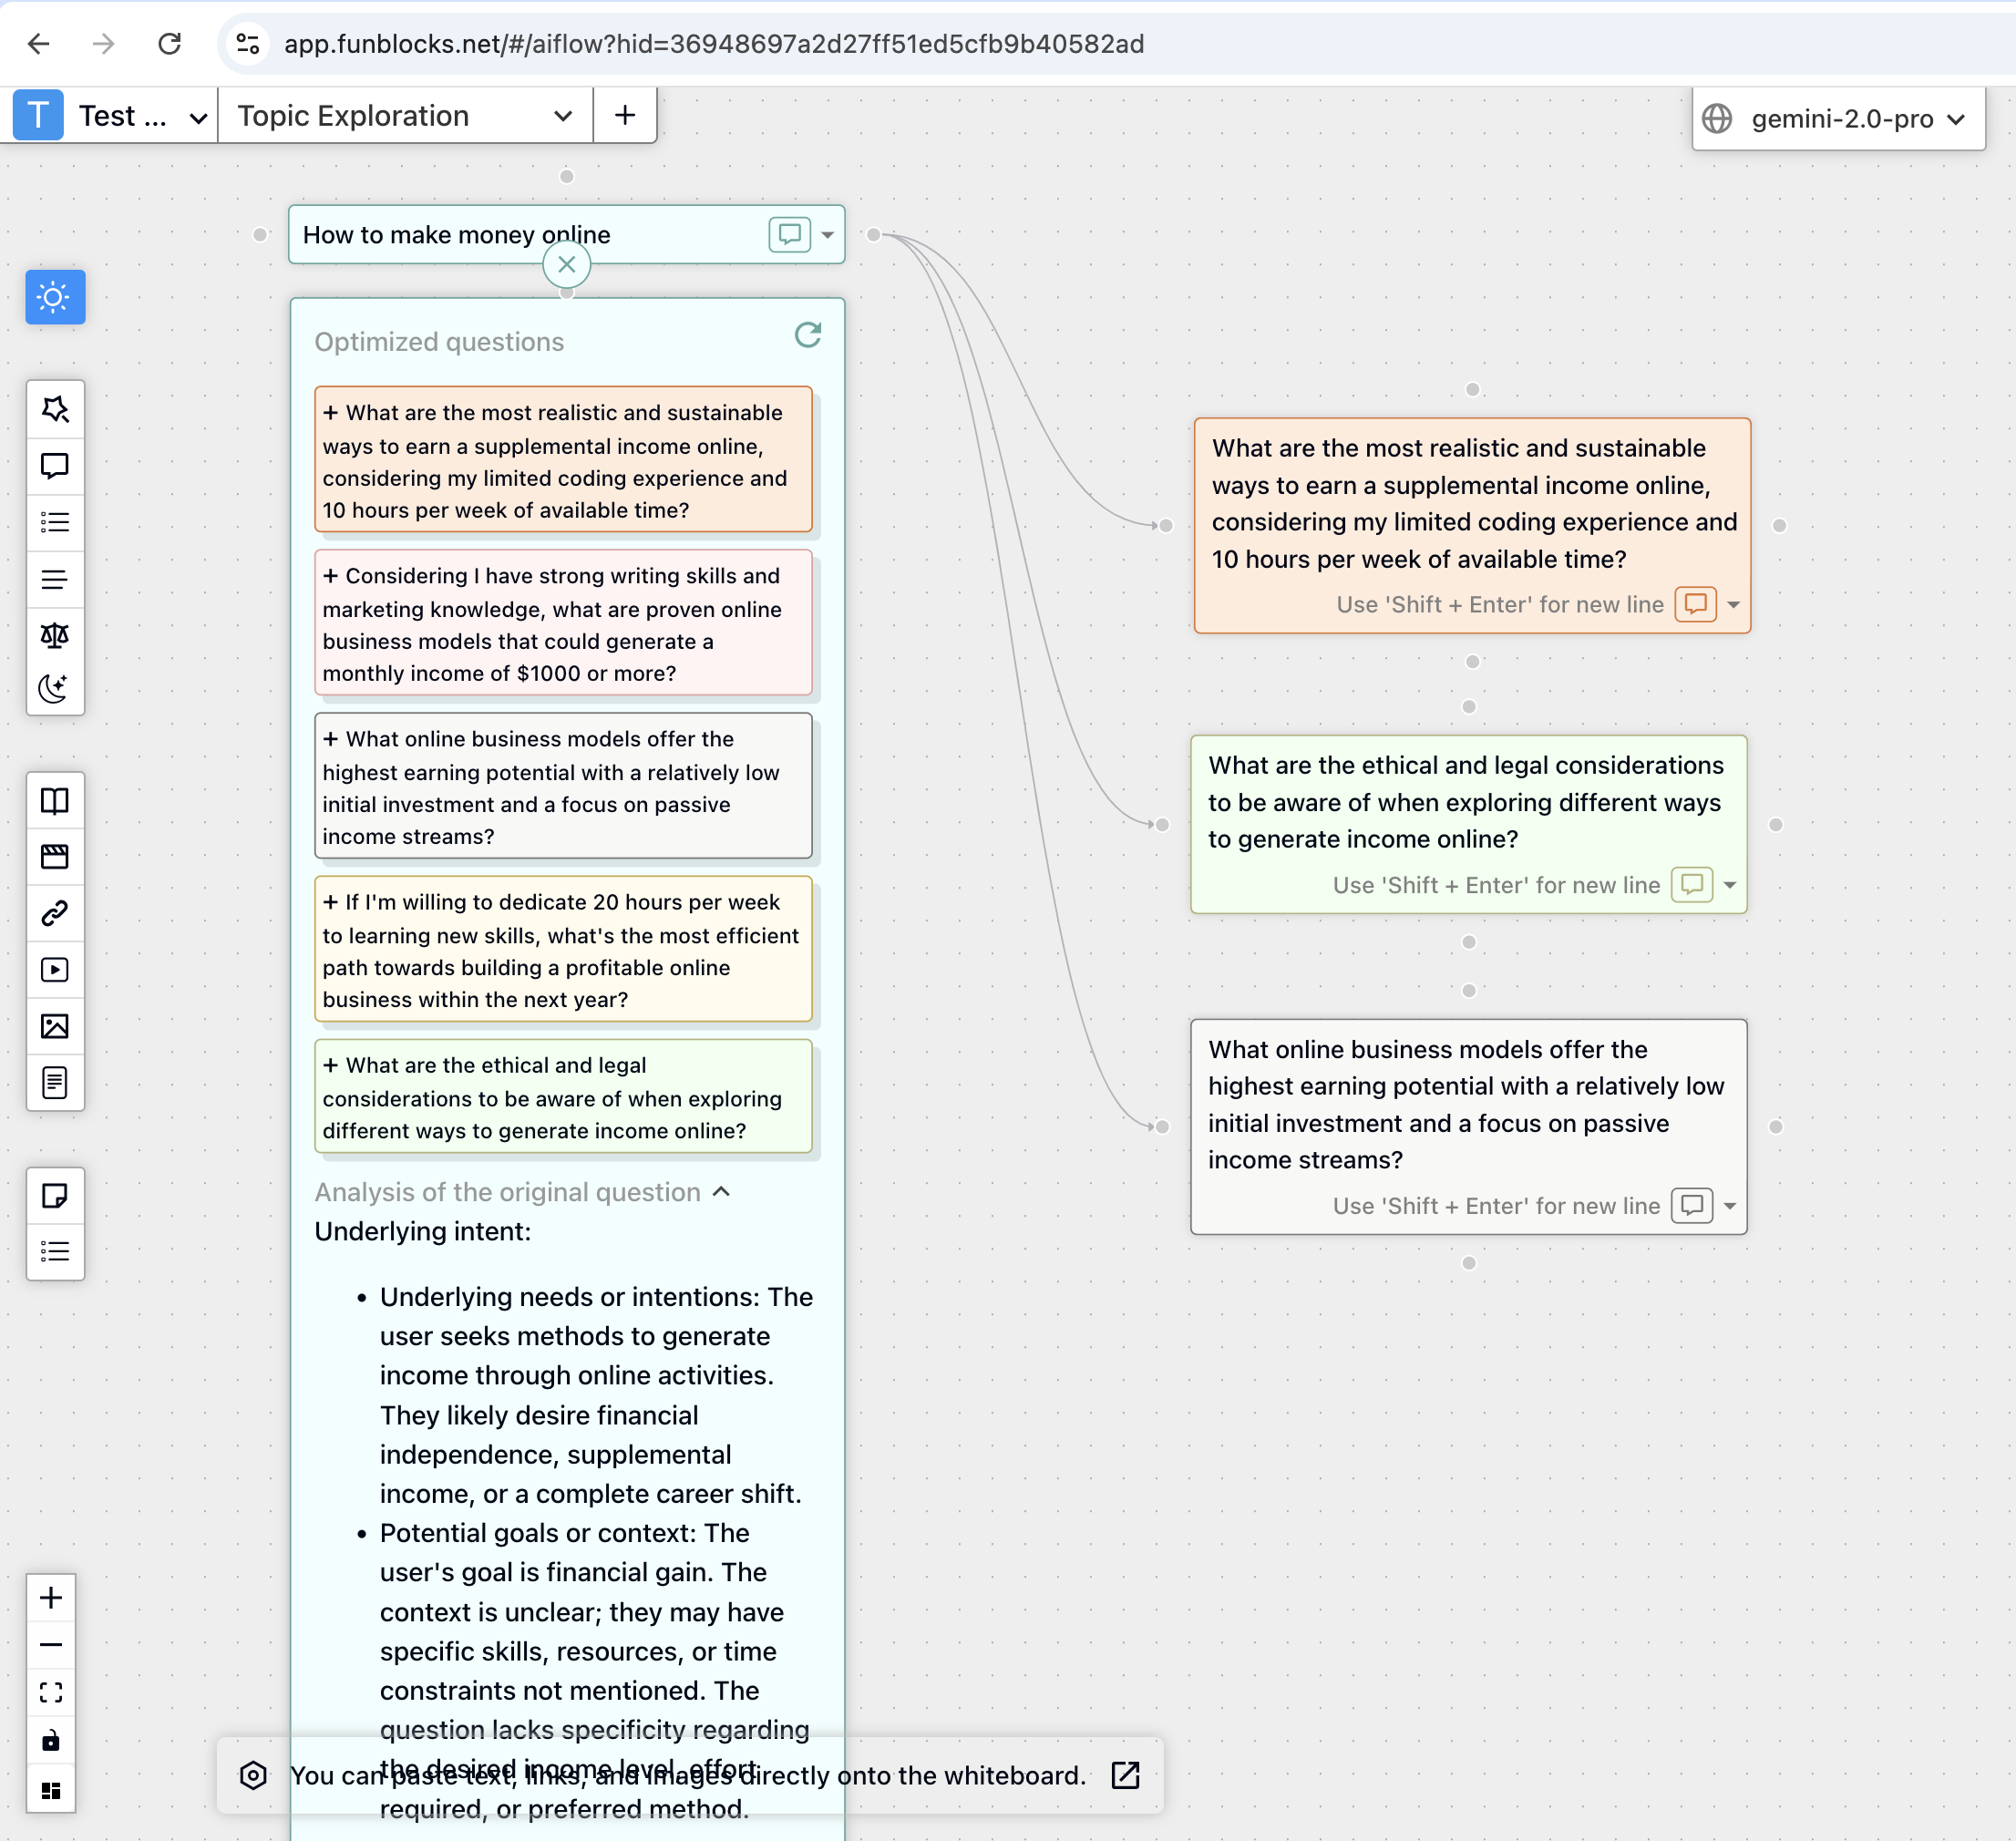 app.funblocks.net/#/aiflow?hid=36948697a2d27ff51ed5cfb9b40582ad
T Test ... Topic Exploration +
gemini-2.0-pro
How to make money online
Optimized questions
+ What are the most realistic and sustainable
ways to earn a supplemental income online,
considering my limited coding experience and
10 hours per week of available time?
+ Considering I have strong writing skills and
marketing knowledge, what are proven online
business models that could generate a
monthly income of $1000 or more?
+ What online business models offer the
highest earning potential with a relatively low
initial investment and a focus on passive
income streams?
+ If I'm willing to dedicate 20 hours per week
to learning new skills, what's the most efficient
path towards building a profitable online
business within the next year?
+ What are the ethical and legal
considerations to be aware of when exploring
different ways to generate income online?
Analysis of the original question
Underlying intent:
• Underlying needs or intentions: The
user seeks methods to generate
income through online activities.
They likely desire financial
independence, supplemental
income, or a complete career shift.
• Potential goals or context: The
user's goal is financial gain. The
context is unclear; they may have
specific skills, resources, or time
constraints not mentioned. The
question lacks specificity regarding
the desired income level, effort
required, or preferred method.
What are the most realistic and sustainable
ways to earn a supplemental income online,
considering my limited coding experience and
10 hours per week of available time?
Use 'Shift + Enter' for new line
What are the ethical and legal considerations
to be aware of when exploring different ways
to generate income online?
Use 'Shift + Enter' for new line
What online business models offer the
highest earning potential with a relatively low
initial investment and a focus on passive
income streams?
Use 'Shift + Enter' for new line
You can paste text, links, and images directly onto the whiteboard.